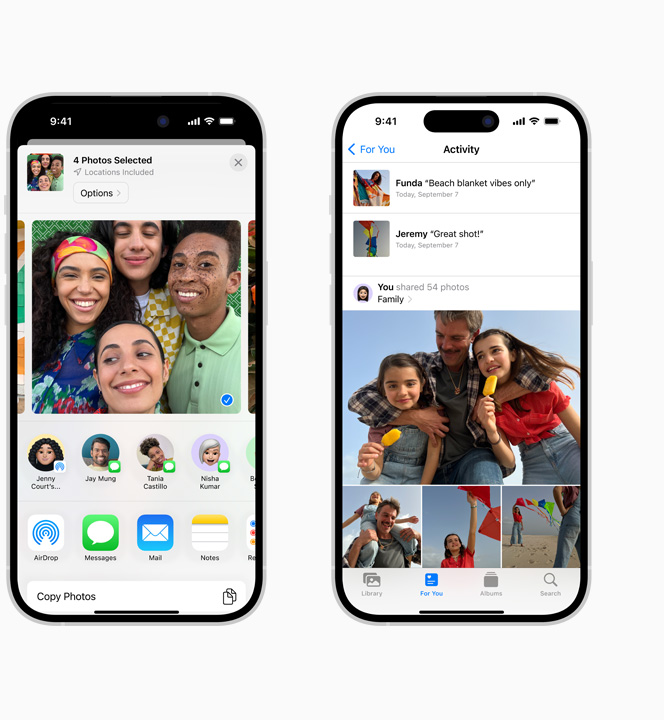 9:41
4 Photos Selected
Locations Included
Options
Jenny
Court's...
Jay Mung
Tania
Castillo
Nisha
Kumar
AirDrop
Messages
Mail
Notes
Copy Photos
9:41
For You
Activity
Funda “Beach blanket vibes only”
Today, September 7
Jeremy “Great shot!”
Today, September 7
You shared 54 photos
Family
Library
For You
Albums
Search